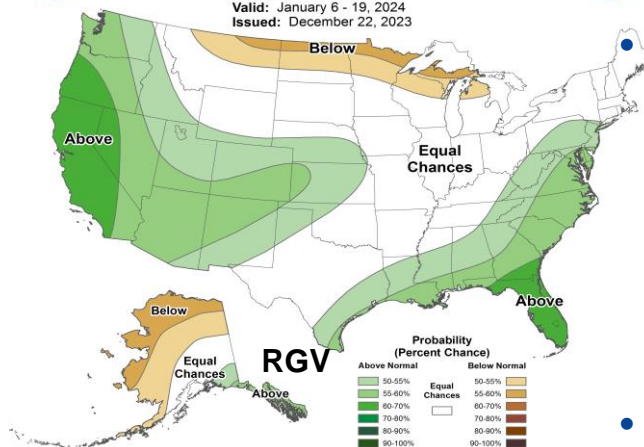 Valid: January 6 - 19, 2024
Issued: December 22, 2023
Below
Above
Equal
Chances
Above
Below
Equal
Chances
Above
RGV
Probability
(Percent Chance)
Above Normal
50-55%
55-60%
60-70%
70-80%
80-90%
90-100%
Equal
Chances
Below Normal
50-55%
55-60%
60-70%
70-80%
80-90%
90-100%